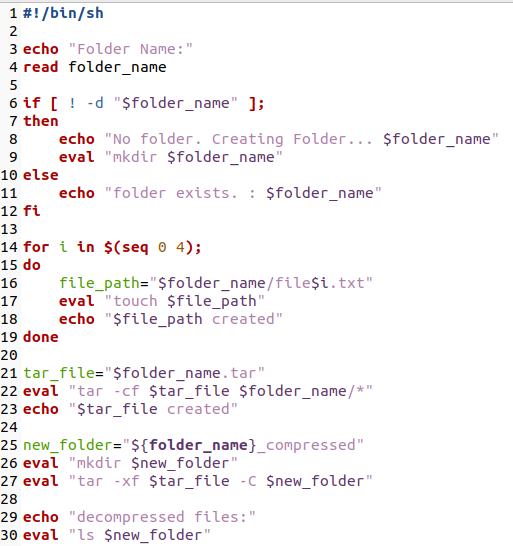 1 #!/bin/sh
2
3 echo "Folder Name:"
4 read folder_name
5
6 if [ ! -d "$folder_name" ];
7 then
8     echo "No folder. Creating Folder... $folder_name"
9     eval "mkdir $folder_name"
10 else
11     echo "folder exists. : $folder_name"
12 fi
13
14 for i in $(seq 0 4);
15 do
16     file_path="$folder_name/file$i.txt"
17     eval "touch $file_path"
18     echo "$file_path created"
19 done
20
21 tar_file="$folder_name.tar"
22 eval "tar -cf $tar_file $folder_name/*"
23 echo "$tar_file created"
24
25 new_folder="${folder_name}_compressed"
26 eval "mkdir $new_folder"
27 eval "tar -xf $tar_file -C $new_folder"
28
29 echo "decompressed files:"
30 eval "ls $new_folder"